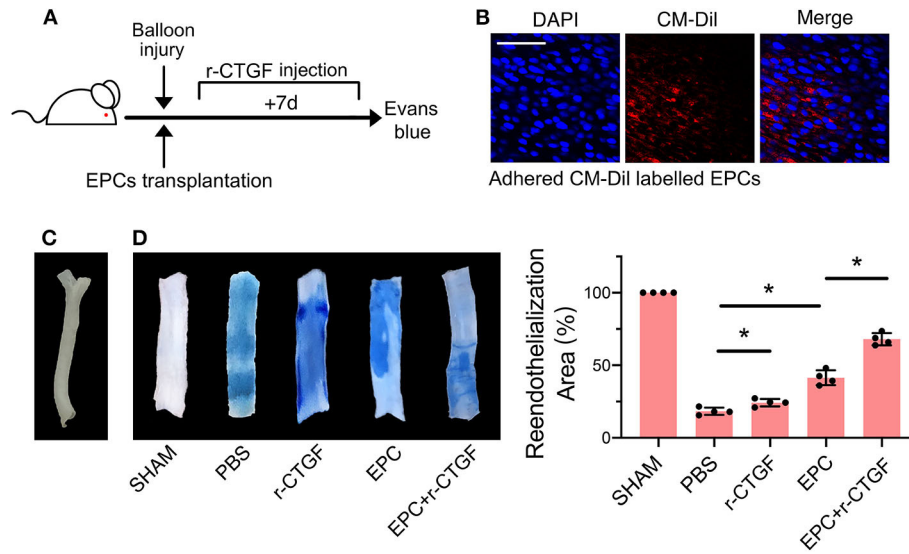 A
Balloon
injury
r-CTGF injection
+7d
Evans
blue
EPCs transplantation
B
DAPI
CM-Dil
Merge
Adhered CM-Dil labelled EPCs
C
D
SHAM
PBS
r-CTGF
EPC
EPC+r-CTGF
Reendothelialization
Area (%)
100
50
0
*
*
*
SHAM
PBS
r-CTGF
EPC
EPC+r-CTGF